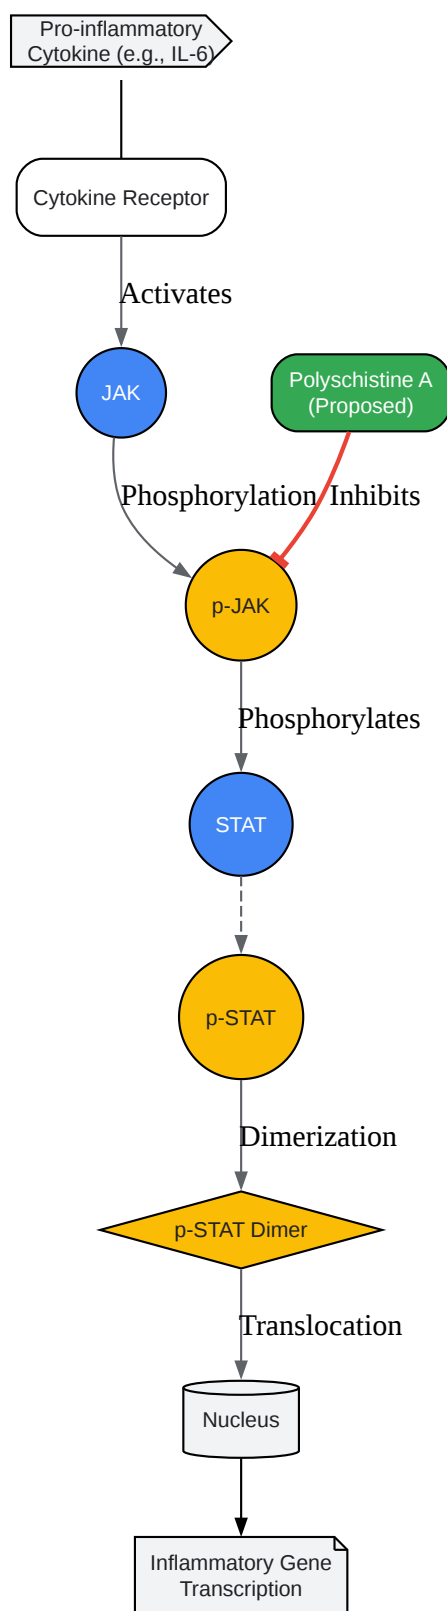 Pro-inflammatory
Cytokine (e.g., IL-6)
Cytokine Receptor
Activates
JAK
Polyschistine A
(Proposed)
Phosphorylation
Inhibits
p-JAK
Phosphorylates
STAT
p-STAT
Dimerization
p-STAT Dimer
Translocation
Nucleus
Inflammatory Gene
Transcription